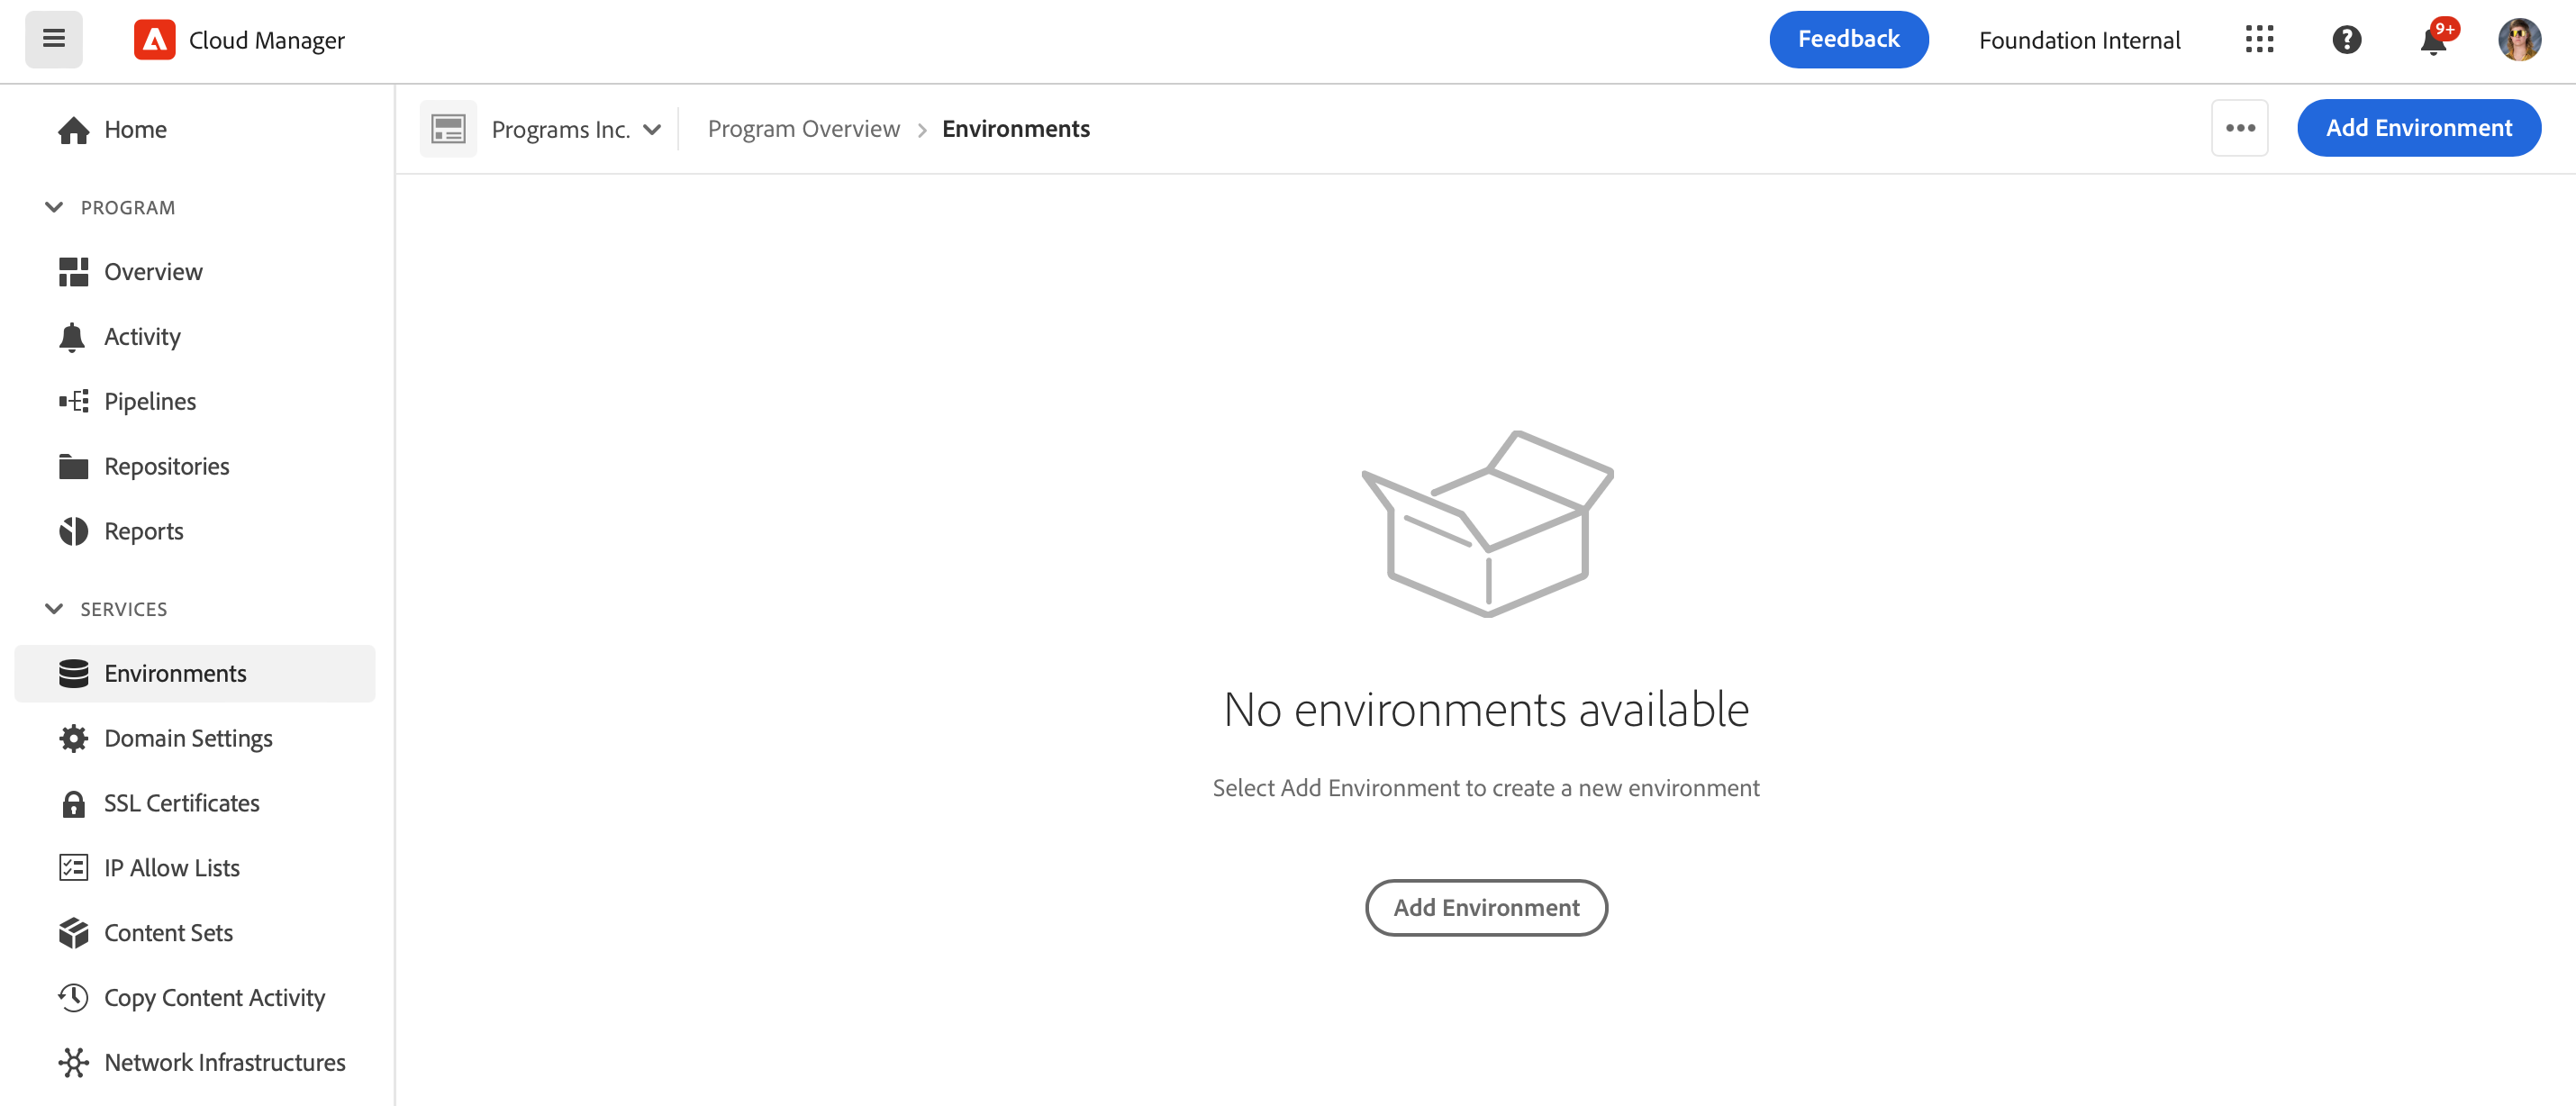 Cloud Manager
Feedback
Foundation Internal
9+
Home
Programs Inc.
Program Overview
Environments
Add Environment
PROGRAM
Overview
Activity
Pipelines
Repositories
Reports
SERVICES
Environments
Domain Settings
SSL Certificates
IP Allow Lists
Content Sets
Copy Content Activity
Network Infrastructures
No environments available
Select Add Environment to create a new environment
Add Environment